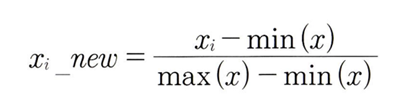 xᵢ_new = (xᵢ − min(x)) / (max(x) − min(x))